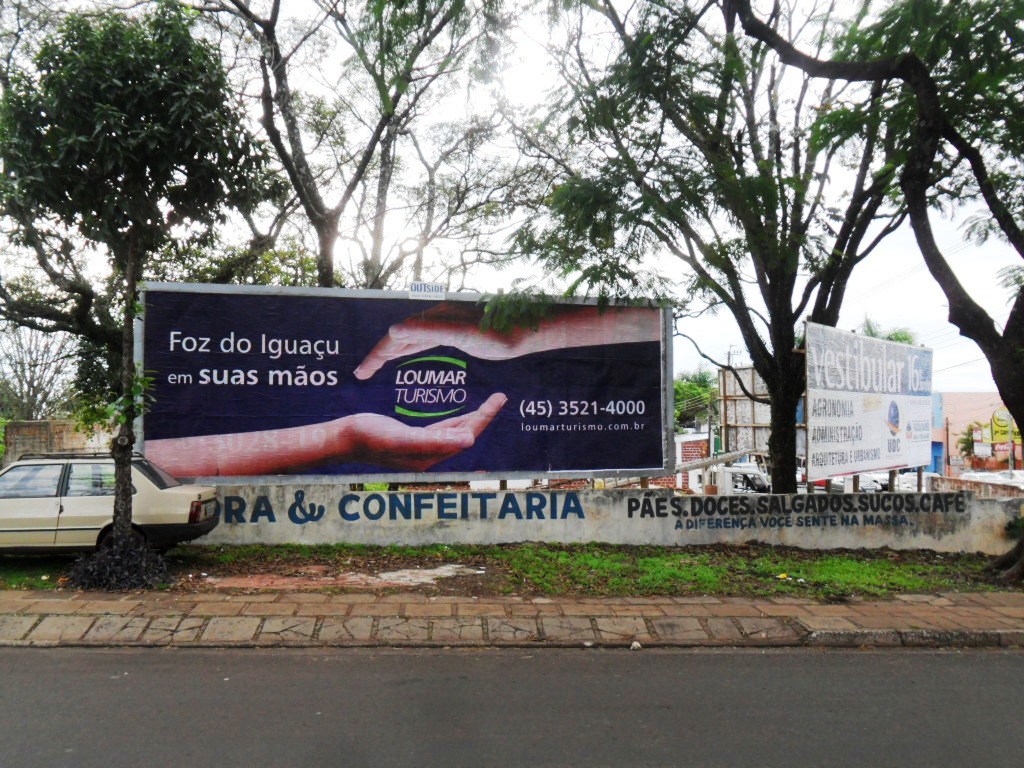 OUTSIDE
Foz do Iguaçu
em suas mãos
LOUMAR
TURISMO
(45) 3521-4000
loumarturismo.com.br
vestibular 16
AGRONOMIA
ADMINISTRAÇÃO
ARQUITETURA E URBANISMO
UDC
ORA & CONFEITARIA
PÃES.DOCES.SALGADOS.SUCOS.CAFÉ
A DIFERENÇA VOCÊ SENTE NA MASSA.